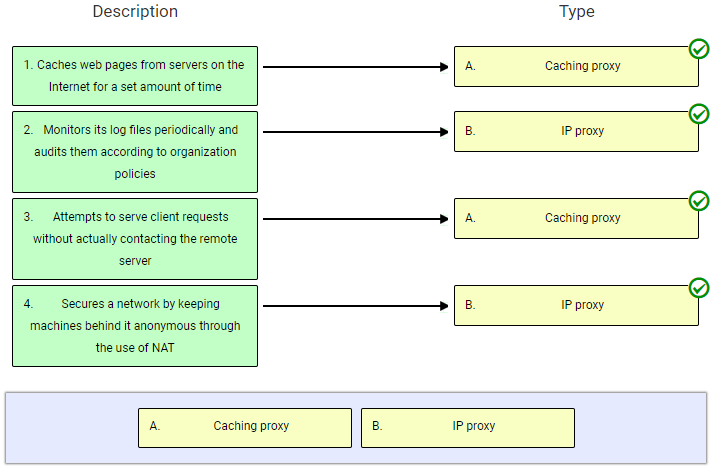 Description
Type
1. Caches web pages from servers on the
Internet for a set amount of time
A. Caching proxy
2. Monitors its log files periodically and
audits them according to organization
policies
B. IP proxy
3. Attempts to serve client requests
without actually contacting the remote
server
A. Caching proxy
4. Secures a network by keeping
machines behind it anonymous through
the use of NAT
B. IP proxy
A. Caching proxy
B. IP proxy